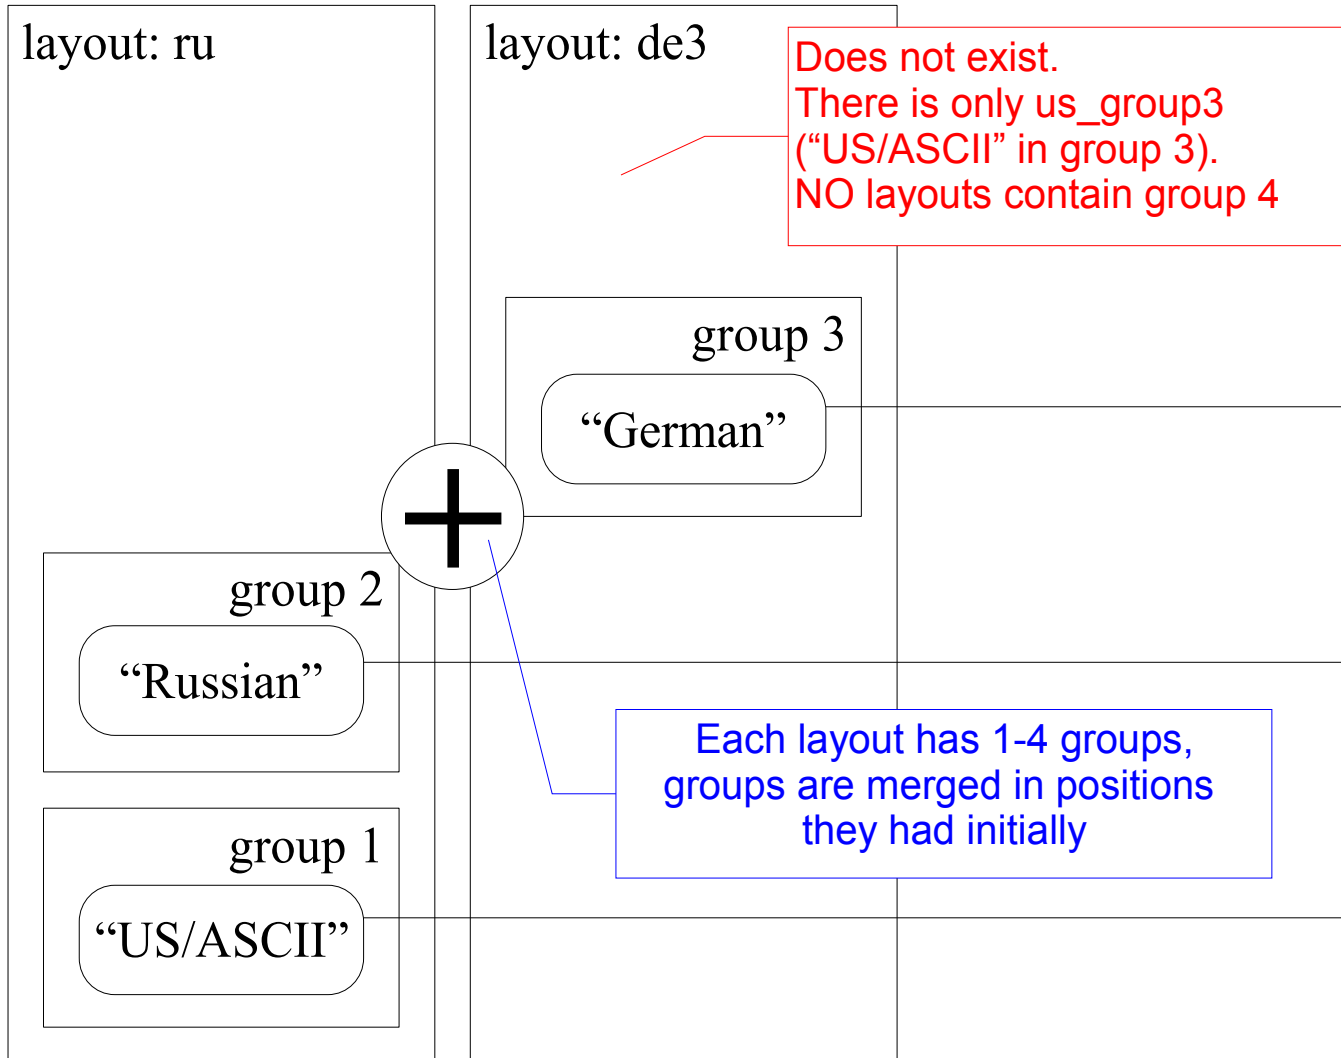 layout: ru
layout: de3
Does not exist.
There is only us_group3
(“US/ASCII” in group 3).
NO layouts contain group 4
group 3
“German”
group 2
“Russian”
Each layout has 1-4 groups,
groups are merged in positions
they had initially
group 1
“US/ASCII”